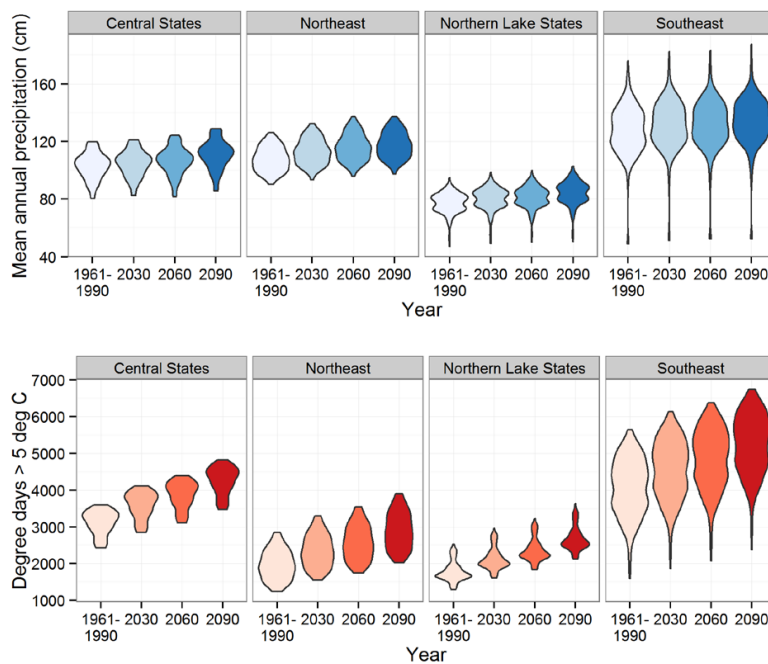 Central States Northeast Northern Lake States Southeast
Mean annual precipitation (cm)
160
120
80
40
1961- 2030 2060 2090 1961- 2030 2060 2090 1961- 2030 2060 2090 1961- 2030 2060 2090
1990 1990 1990 1990
Year
Central States Northeast Northern Lake States Southeast
Degree days > 5 deg C
7000
6000
5000
4000
3000
2000
1000
1961- 2030 2060 2090 1961- 2030 2060 2090 1961- 2030 2060 2090 1961- 2030 2060 2090
1990 1990 1990 1990
Year